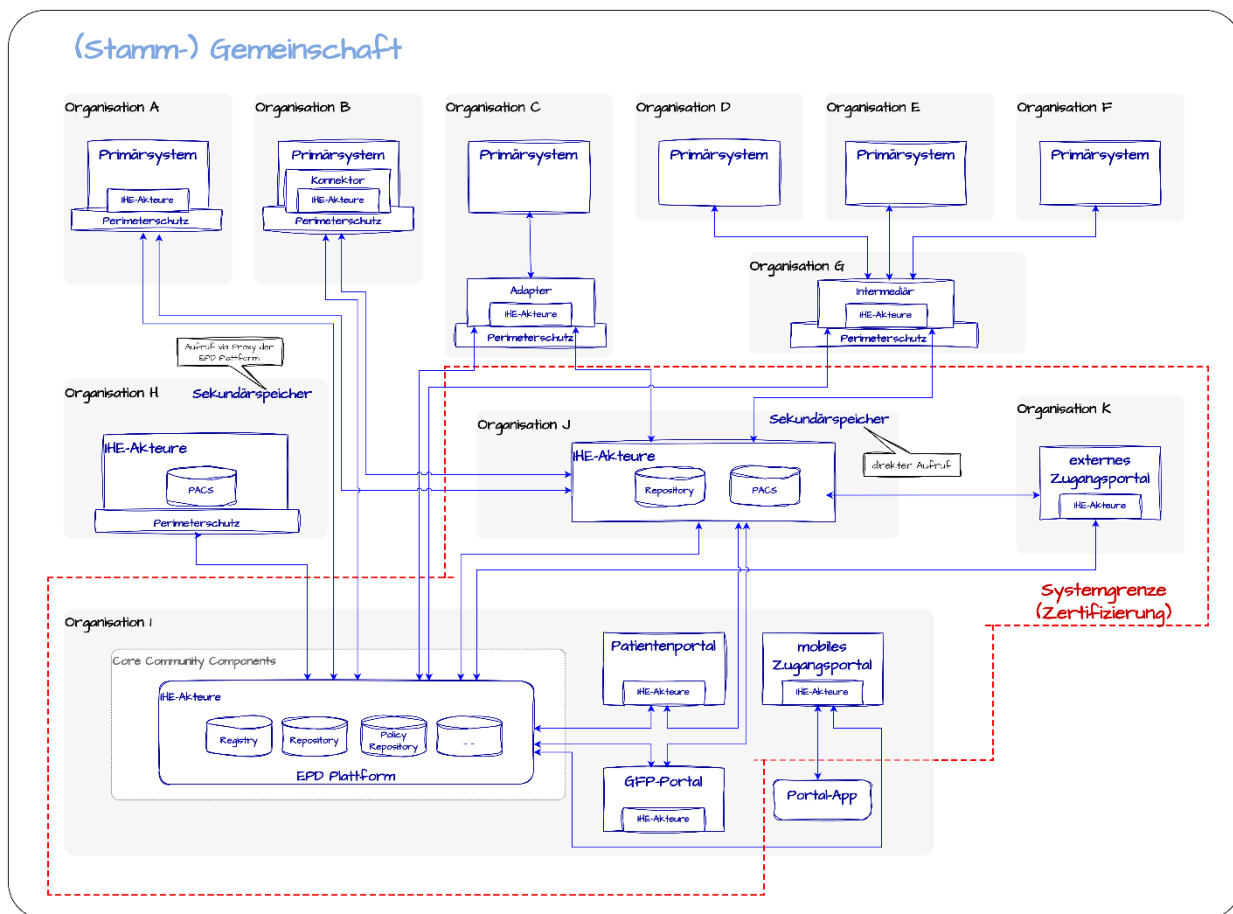 (Stamm-) Gemeinschaft
Organisation A
Primärsystem
IHE-Akteure
Perimeterschutz
Organisation B
Primärsystem
Konnektor
IHE-Akteure
Perimeterschutz
Organisation C
Primärsystem
Adapter
IHE-Akteure
Perimeterschutz
Organisation D
Primärsystem
Organisation E
Primärsystem
Organisation F
Primärsystem
Organisation G
Intermediär
IHE-Akteure
Perimeterschutz
Aufruf via Proxy der
EPD Plattform
Organisation H
Sekundärspeicher
IHE-Akteure
PACS
Perimeterschutz
Organisation J
Sekundärspeicher
direkter Aufruf
IHE-Akteure
Repository
PACS
Organisation K
externes
Zugangsportal
IHE-Akteure
Systemgrenze
(Zertifizierung)
Organisation I
Core Community Components
IHE-Akteure
Registry
Repository
Policy
Repository
...
EPD Plattform
Patientenportal
IHE-Akteure
mobiles
Zugangsportal
IHE-Akteure
GFP-Portal
IHE-Akteure
Portal-App